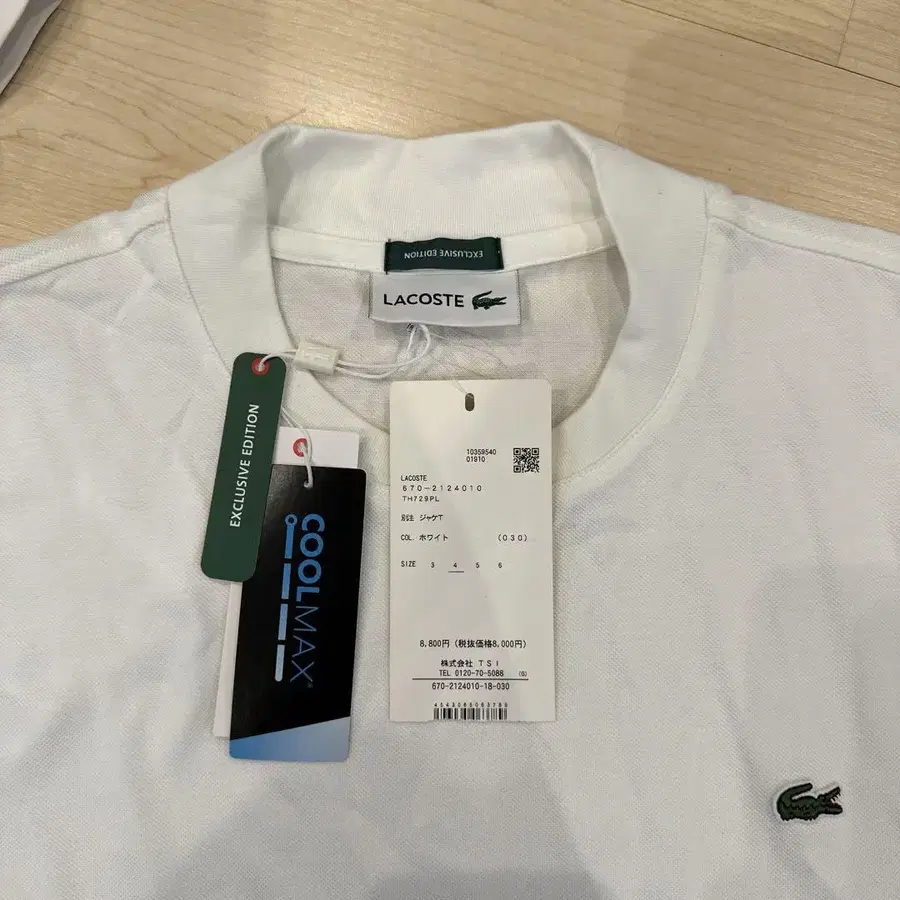 EXCLUSIVE EDITION
LACOSTE
EXCLUSIVE EDITION
COOLMAX®
10359540
01910
LACOSTE
670-2124010
TH729PL
別注 ジャケT
COL. ホワイト (030)
SIZE 3 4 5 6
8,800円 (税抜価格8,000円)
株式会社 TSI
TEL 0120-70-5088 (G)
670-2124010-18-030